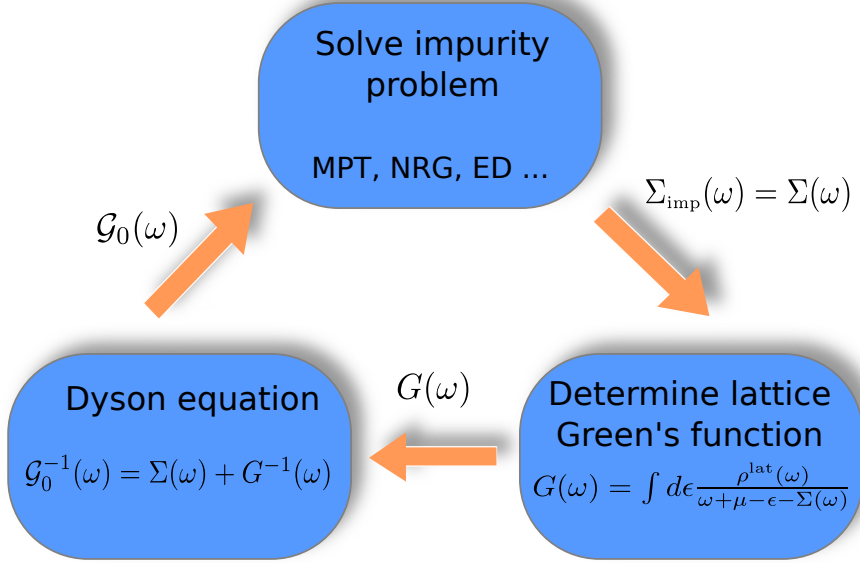 Solve impurity
problem
MPT, NRG, ED ...
Σ_imp(ω) = Σ(ω)
𝒢₀(ω)
Determine lattice
Green's function
G(ω) = ∫ dϵ ρ^lat(ω) / (ω+μ−ϵ−Σ(ω))
G(ω)
Dyson equation
𝒢₀⁻¹(ω) = Σ(ω) + G⁻¹(ω)